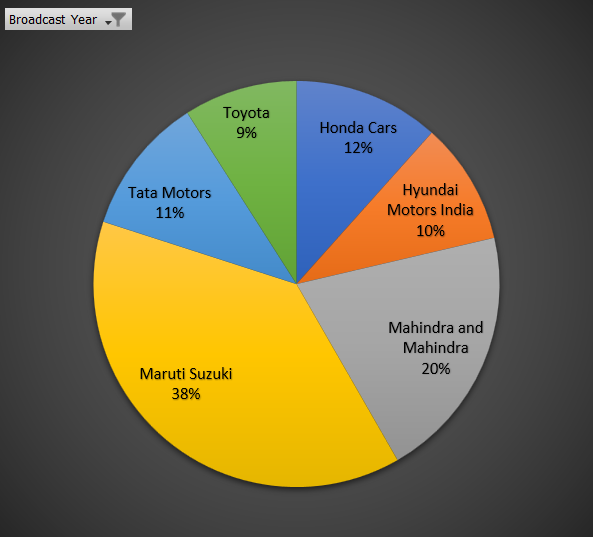 Broadcast Year
Toyota
9%
Honda Cars
12%
Hyundai
Motors India
10%
Tata Motors
11%
Mahindra and
Mahindra
20%
Maruti Suzuki
38%